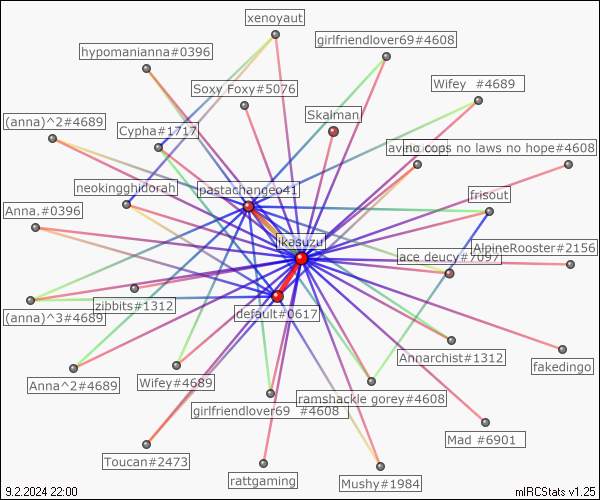 xenoyaut
girlfriendlover69#4608
hypomanianna#0396
Wifey #4689
Soxy Foxy#5076
Skalman
(anna)^2#4689
Cypha#1717
no cops no laws no hope#4608
neokingghidorah
pastachangeo41
frisout
Anna.#0396
ikasuzu
AlpineRooster#2156
ace deucy#7097
zibbits#1312
(anna)^3#4689
default#0617
Annarchist#1312
fakedingo
Anna^2#4689
Wifey#4689
girlfriendlover69 #4608
ramshackle gorey#4608
Mad #6901
Toucan#2473
rattgaming
Mushy#1984
9.2.2024 22:00
mIRCStats v1.25